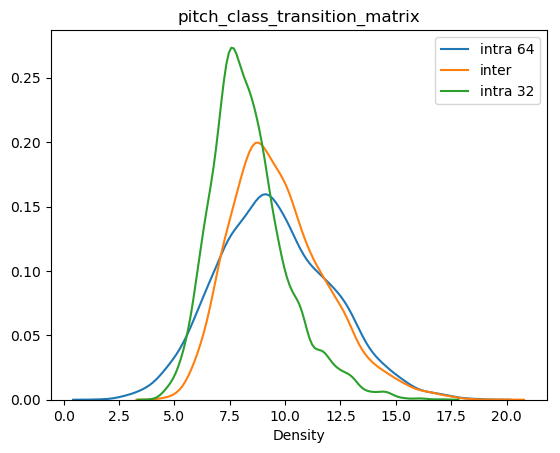 pitch_class_transition_matrix
intra 64
inter
intra 32
0.25
0.20
0.15
0.10
0.05
0.00
0.0 2.5 5.0 7.5 10.0 12.5 15.0 17.5 20.0
Density